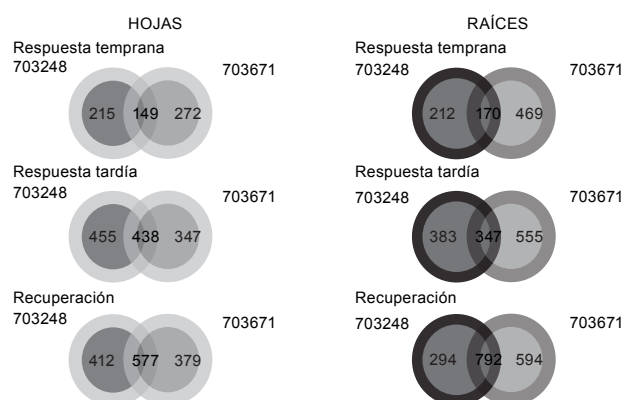 HOJAS
Respuesta temprana
703248
703671
215 149 272
Respuesta tardía
703248
703671
455 438 347
Recuperación
703248
703671
412 577 379
RAÍCES
Respuesta temprana
703248
703671
212 170 469
Respuesta tardía
703248
703671
383 347 555
Recuperación
703248
703671
294 792 594